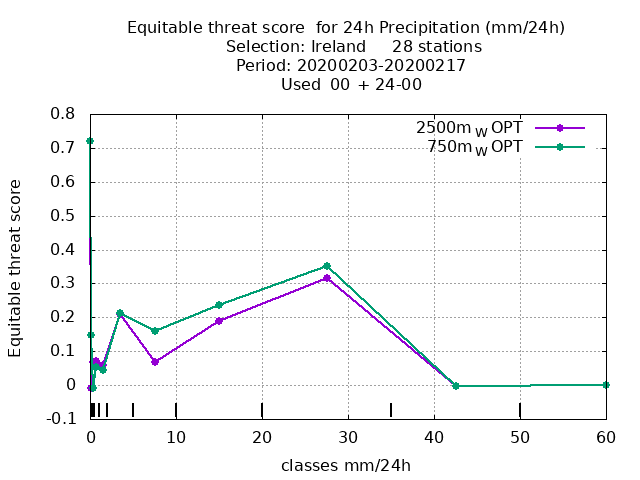 Equitable threat score  for 24h Precipitation (mm/24h)
Selection: Ireland     28 stations
Period: 20200203-20200217
Used  00 + 24-00
2500m W OPT
750m W OPT
Equitable threat score
0.8
0.7
0.6
0.5
0.4
0.3
0.2
0.1
0
-0.1
0 10 20 30 40 50 60
classes mm/24h